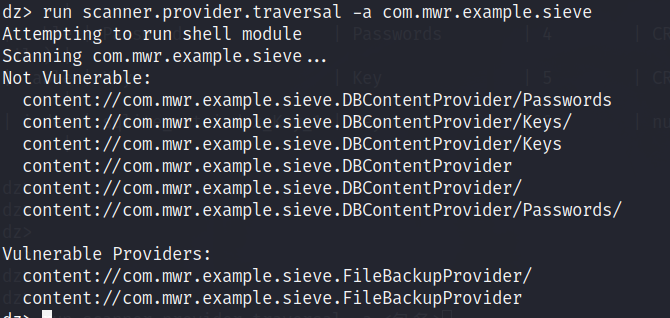 dz> run scanner.provider.traversal -a com.mwr.example.sieve
Attempting to run shell module
Scanning com.mwr.example.sieve...
Not Vulnerable:
content://com.mwr.example.sieve.DBContentProvider/Passwords
content://com.mwr.example.sieve.DBContentProvider/Keys/
content://com.mwr.example.sieve.DBContentProvider/Keys
content://com.mwr.example.sieve.DBContentProvider
content://com.mwr.example.sieve.DBContentProvider/
content://com.mwr.example.sieve.DBContentProvider/Passwords/
Vulnerable Providers:
content://com.mwr.example.sieve.FileBackupProvider/
content://com.mwr.example.sieve.FileBackupProvider
dz>